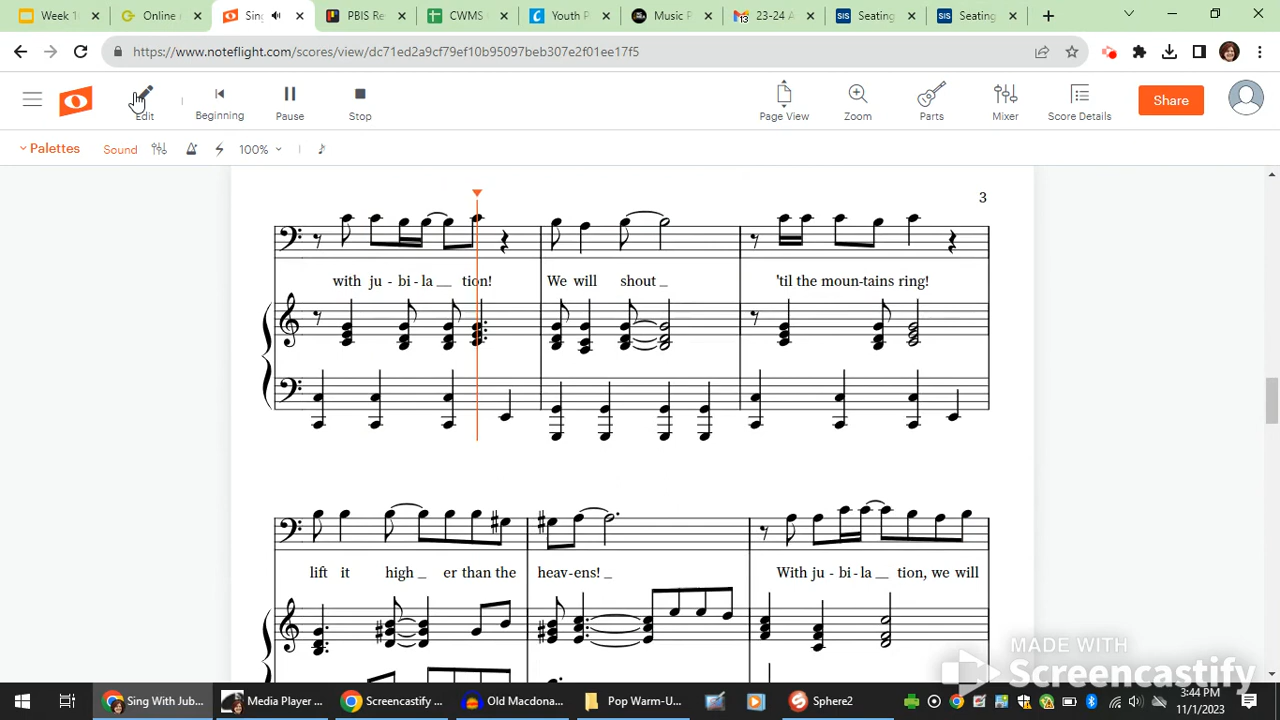 Week 1
Online A
Sing
PBIS Re
CWMS
Youth P
Music P
23-24 A
Seating
Seating
https://www.noteflight.com/scores/view/dc71ed2a9cf79ef10b95097beb307e2f01ee17f5
Edit
Beginning
Pause
Stop
Page View
Zoom
Parts
Mixer
Score Details
Share
Palettes
Sound
100%
3
with ju - bi - la __ tion! We will shout _ 'til the moun-tains ring!
lift it high _ er than the heav-ens! _ With ju - bi - la __ tion, we will
MADE WITH
Screencastify
Sing With Jub...
Media Player ...
Screencastify ...
Old Macdona...
Pop Warm-U...
Sphere2
3:44 PM
11/1/2023